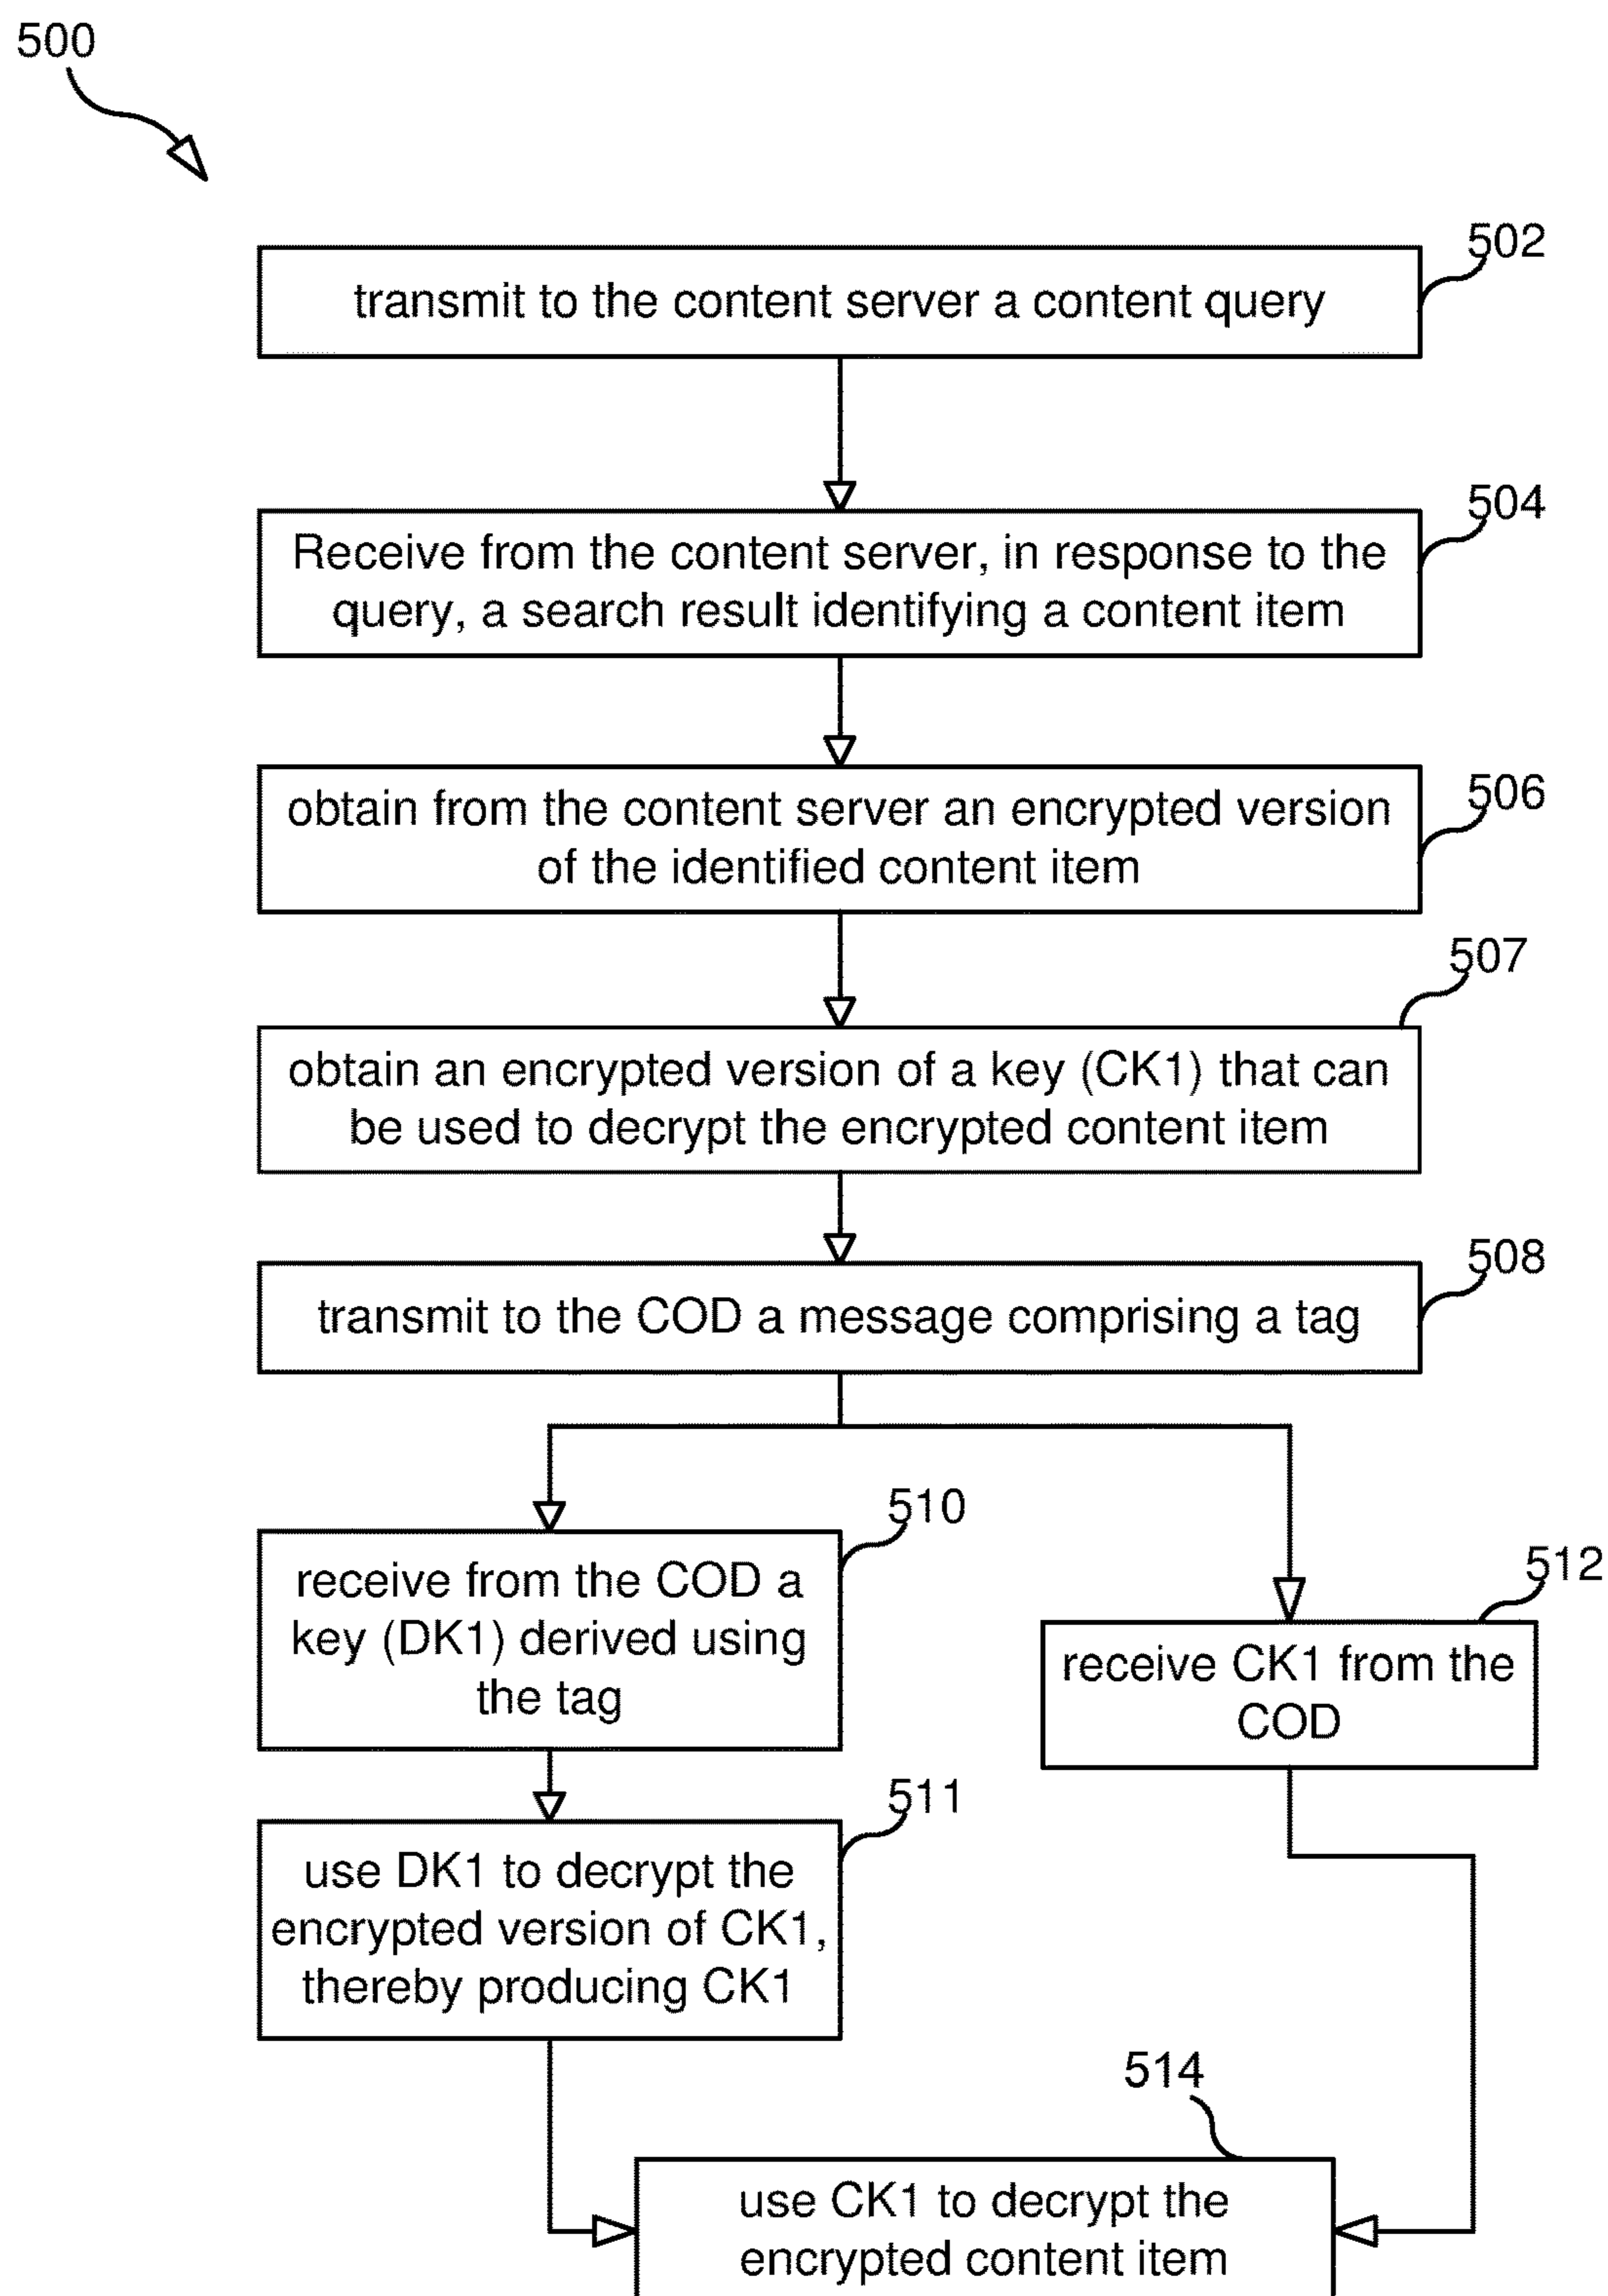 500
502
transmit to the content server a content query
504
Receive from the content server, in response to the
query, a search result identifying a content item
506
obtain from the content server an encrypted version
of the identified content item
507
obtain an encrypted version of a key (CK1) that can
be used to decrypt the encrypted content item
508
transmit to the COD a message comprising a tag
510
receive from the COD a
key (DK1) derived using
the tag
512
receive CK1 from the
COD
511
use DK1 to decrypt the
encrypted version of CK1,
thereby producing CK1
514
use CK1 to decrypt the
encrypted content item